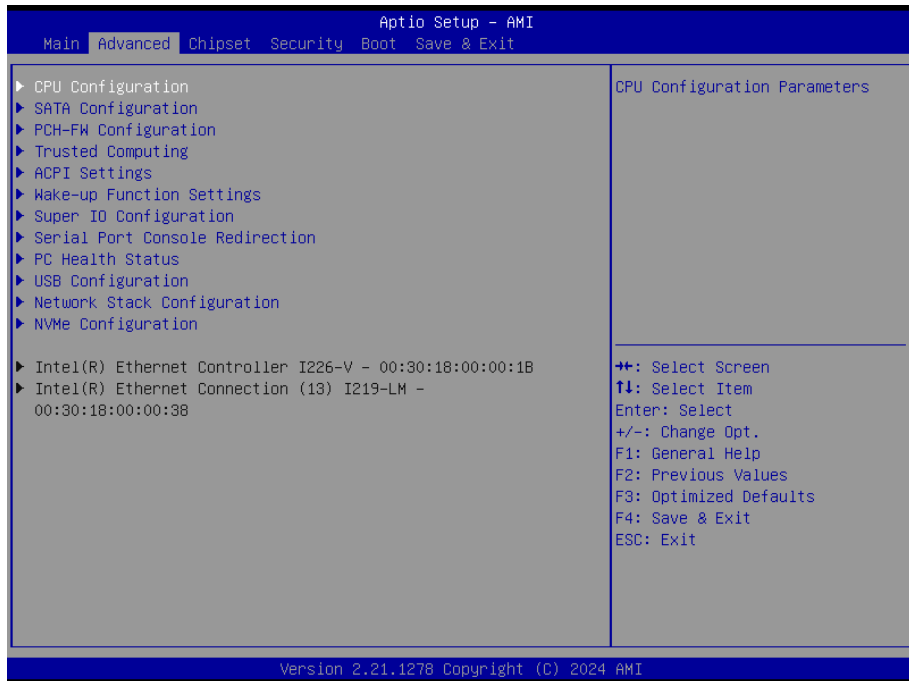 Aptio Setup – AMI
Main Advanced Chipset Security Boot Save & Exit
▶ CPU Configuration
▶ SATA Configuration
▶ PCH-FW Configuration
▶ Trusted Computing
▶ ACPI Settings
▶ Wake-up Function Settings
▶ Super IO Configuration
▶ Serial Port Console Redirection
▶ PC Health Status
▶ USB Configuration
▶ Network Stack Configuration
▶ NVMe Configuration
▶ Intel(R) Ethernet Controller I226-V – 00:30:18:00:00:1B
▶ Intel(R) Ethernet Connection (13) I219-LM –
00:30:18:00:00:38
CPU Configuration Parameters
→←: Select Screen
↑↓: Select Item
Enter: Select
+/-: Change Opt.
F1: General Help
F2: Previous Values
F3: Optimized Defaults
F4: Save & Exit
ESC: Exit
Version 2.21.1278 Copyright (C) 2024 AMI